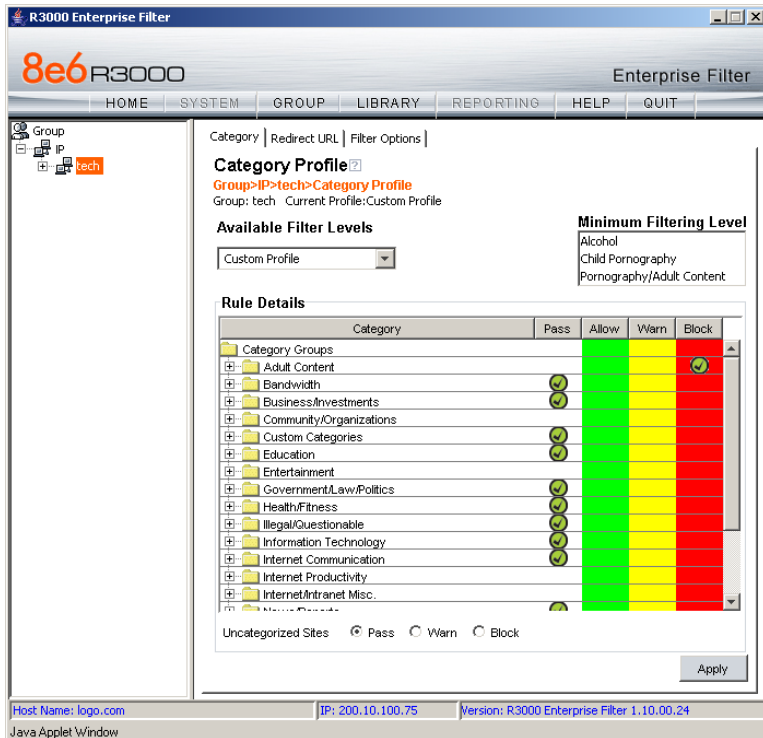 R3000 Enterprise Filter
8e6 R3000
Enterprise Filter
HOME SYSTEM GROUP LIBRARY REPORTING HELP QUIT
Group
IP
tech
Category Redirect URL Filter Options
Category Profile
Group>IP>tech>Category Profile
Group: tech Current Profile:Custom Profile
Available Filter Levels
Custom Profile
Minimum Filtering Level
Alcohol
Child Pornography
Pornography/Adult Content
Rule Details
Category Pass Allow Warn Block
Category Groups
Adult Content
Bandwidth
Business/Investments
Community/Organizations
Custom Categories
Education
Entertainment
Government/Law/Politics
Health/Fitness
Illegal/Questionable
Information Technology
Internet Communication
Internet Productivity
Internet/Intranet Misc.
News/Reports
Uncategorized Sites Pass Warn Block
Apply
Host Name: logo.com IP: 200.10.100.75 Version: R3000 Enterprise Filter 1.10.00.24
Java Applet Window